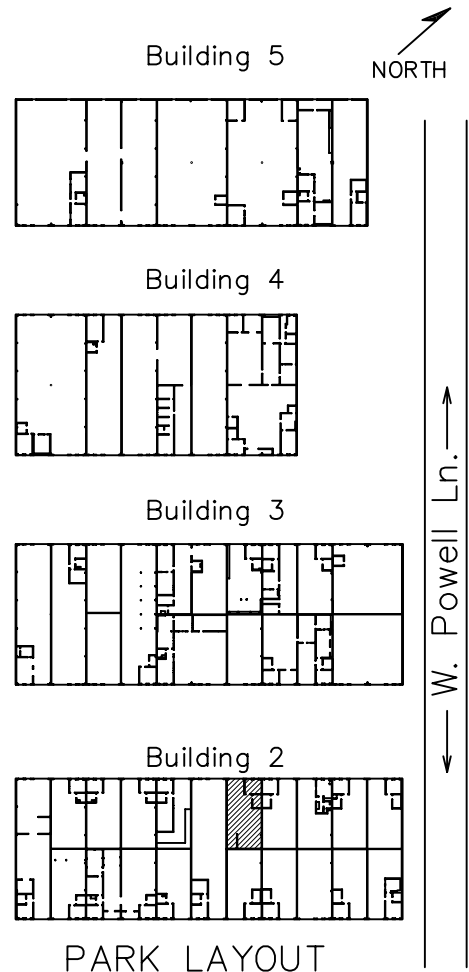 Building 5
NORTH
Building 4
Building 3
W. Powell Ln.
Building 2
PARK LAYOUT